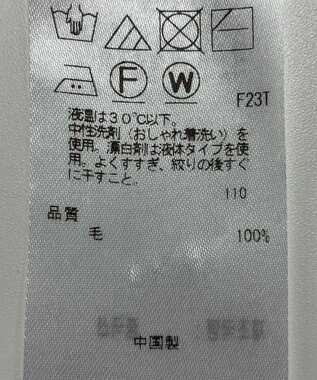 F
W
F23T
液温は30℃以下。
中性洗剤（おしゃれ着洗い）を
使用。漂白剤は液体タイプを使
用。よくすすぎ、絞りの後すぐ
に干すこと。
110
品質
毛 100%
中国製